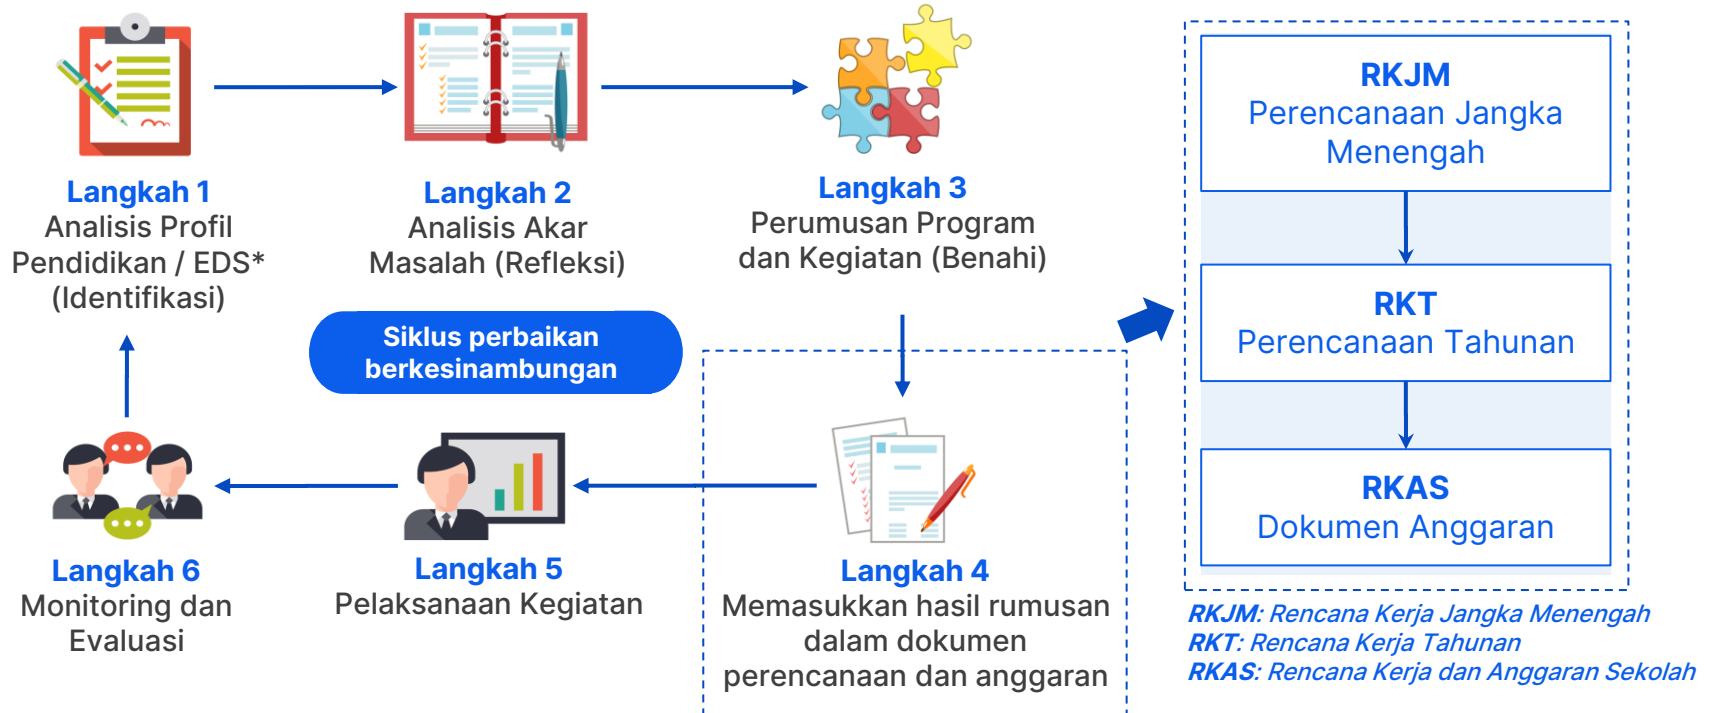 Langkah 1
Analisis Profil
Pendidikan / EDS*
(Identifikasi)
Langkah 2
Analisis Akar
Masalah (Refleksi)
Langkah 3
Perumusan Program
dan Kegiatan (Benahi)
Siklus perbaikan
berkesinambungan
Langkah 4
Memasukkan hasil rumusan
dalam dokumen
perencanaan dan anggaran
Langkah 5
Pelaksanaan Kegiatan
Langkah 6
Monitoring dan
Evaluasi
RKJM
Perencanaan Jangka
Menengah
RKT
Perencanaan Tahunan
RKAS
Dokumen Anggaran
RKJM: Rencana Kerja Jangka Menengah
RKT: Rencana Kerja Tahunan
RKAS: Rencana Kerja dan Anggaran Sekolah